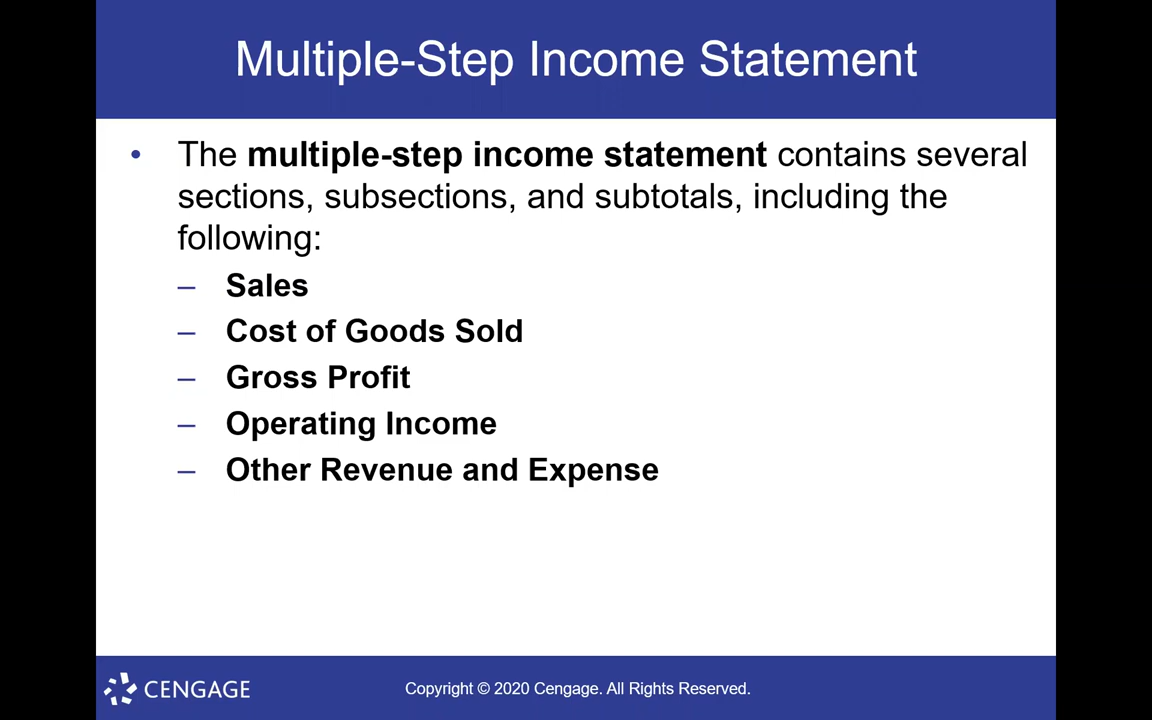 Multiple-Step Income Statement
• The multiple-step income statement contains several
sections, subsections, and subtotals, including the
following:
– Sales
– Cost of Goods Sold
– Gross Profit
– Operating Income
– Other Revenue and Expense
CENGAGE
Copyright © 2020 Cengage. All Rights Reserved.